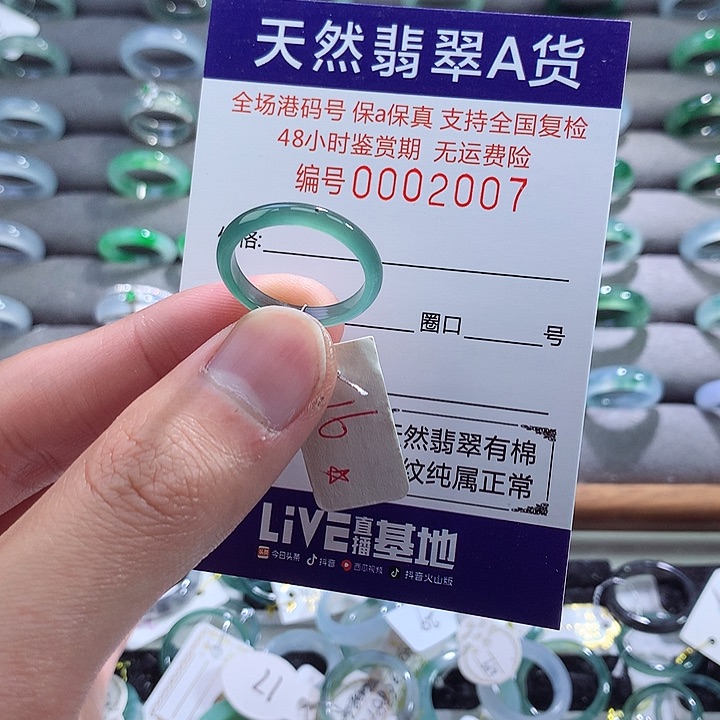 天然翡翠A货
全场港码号 保a保真 支持全国复检
48小时鉴赏期 无运费险
编号0002007
格:
圈口 号
16
然翡翠有棉
纹纯属正常
LiVE直播基地
今日头条 抖音 西瓜视频 抖音火山版
17